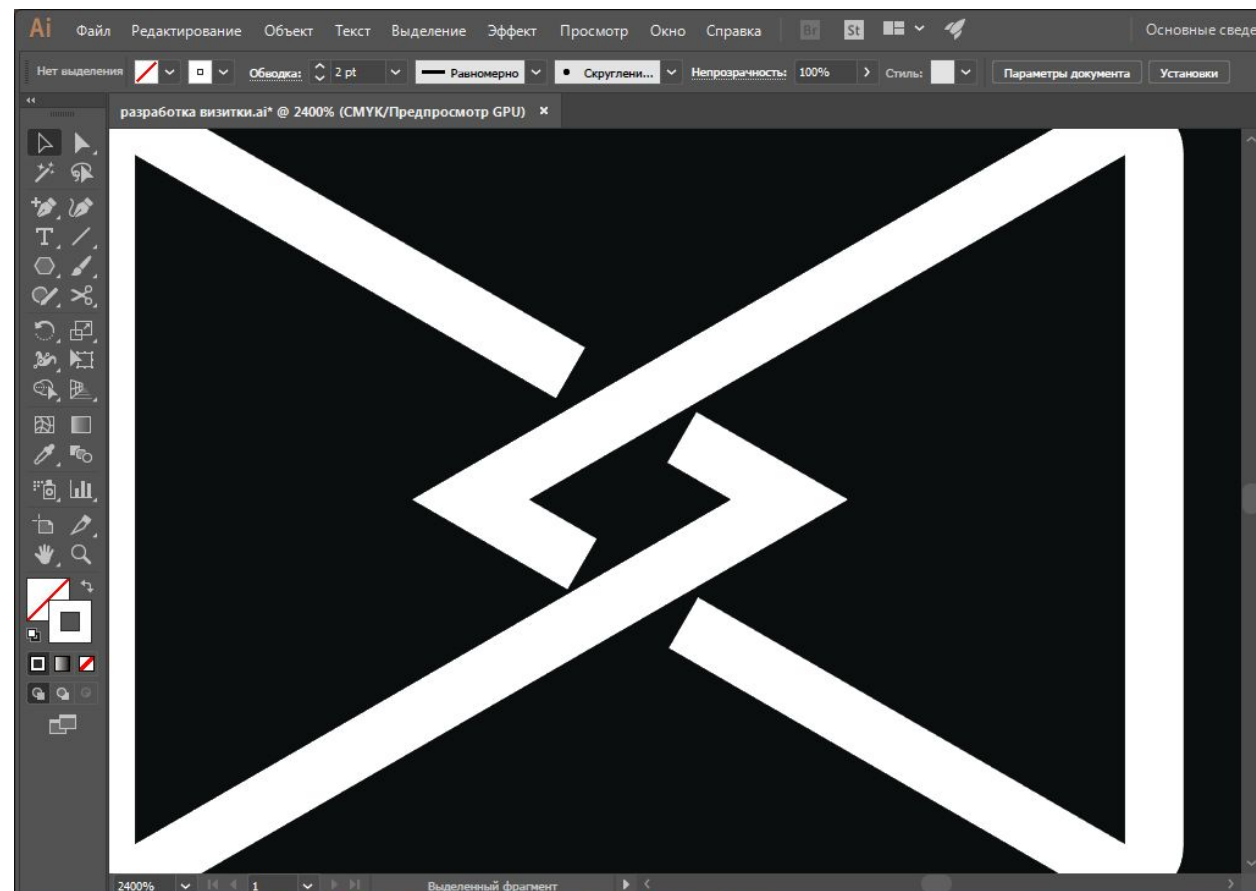 Ai Файл Редактирование Объект Текст Выделение Эффект Просмотр Окно Справка Br St Основные сведе
Нет выделения Обводка: 2 pt Равномерно Скруглени... Непрозрачность: 100% Стиль: Параметры документа Установки
разработка визитки.ai* @ 2400% (CMYK/Предпросмотр GPU) ×
2400% 1 Выделенный фрагмент